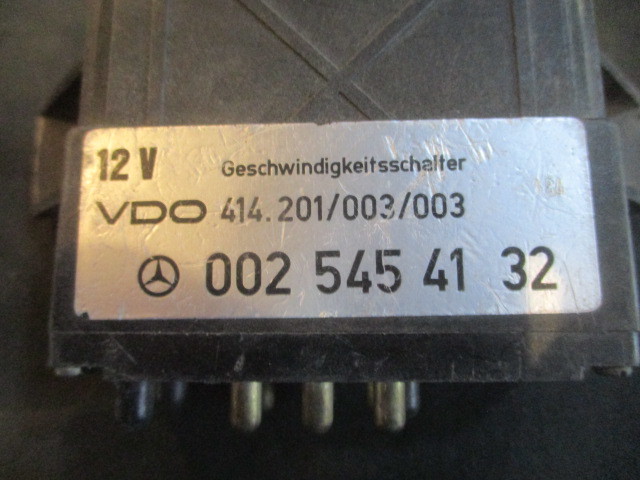 12 V Geschwindigkeitsschalter
VDO 414.201/003/003
002 545 41 32